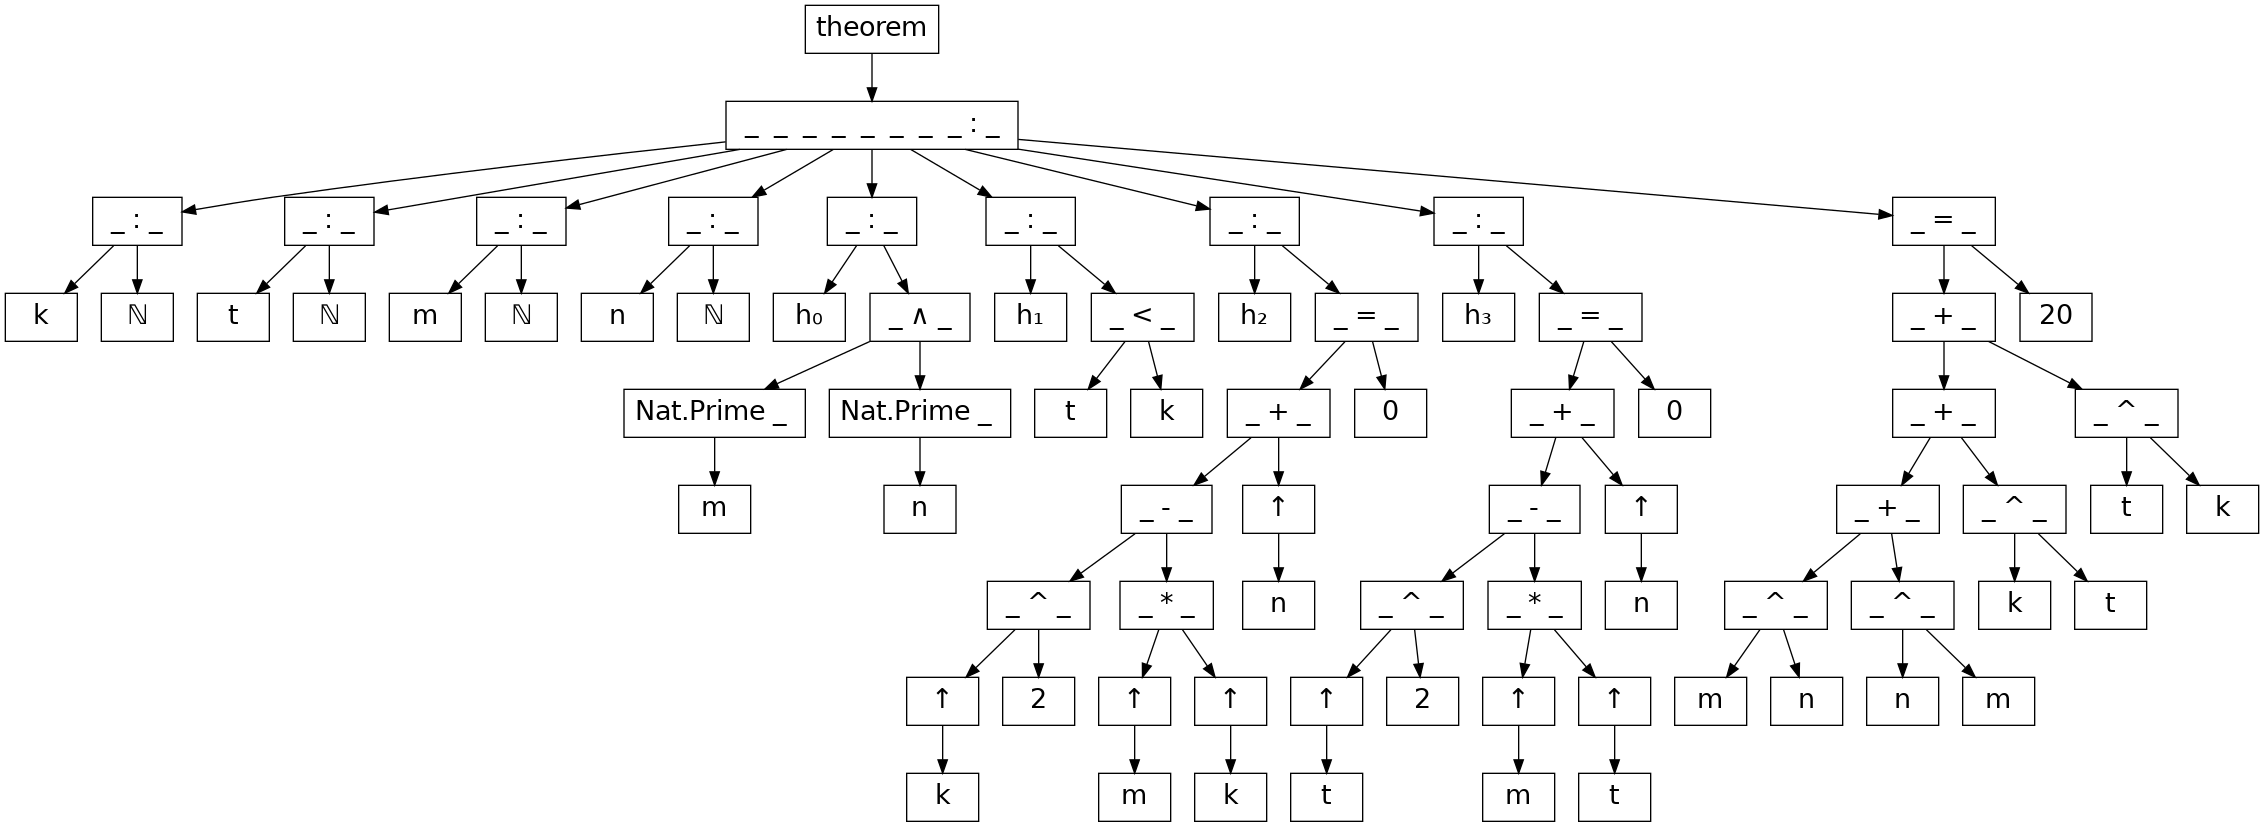 theorem
_ _ _ _ _ _ _ _ : _
_ : _ _ : _ _ : _ _ : _ _ : _ _ : _ _ : _ _ : _ _ = _
k ℕ t ℕ m ℕ n ℕ h₀ _ ∧ _ h₁ _ < _ h₂ _ = _ h₃ _ = _ _ + _ 20
Nat.Prime _ Nat.Prime _ t k _ + _ 0 _ + _ 0 _ + _ _ ^ _
m n _ - _ ↑ _ - _ ↑ _ + _ _ ^ _ t k
_ ^ _ _ * _ n _ ^ _ _ * _ n _ ^ _ _ ^ _ k t
↑ 2 ↑ ↑ ↑ 2 ↑ ↑ m n n m
k m k t m t